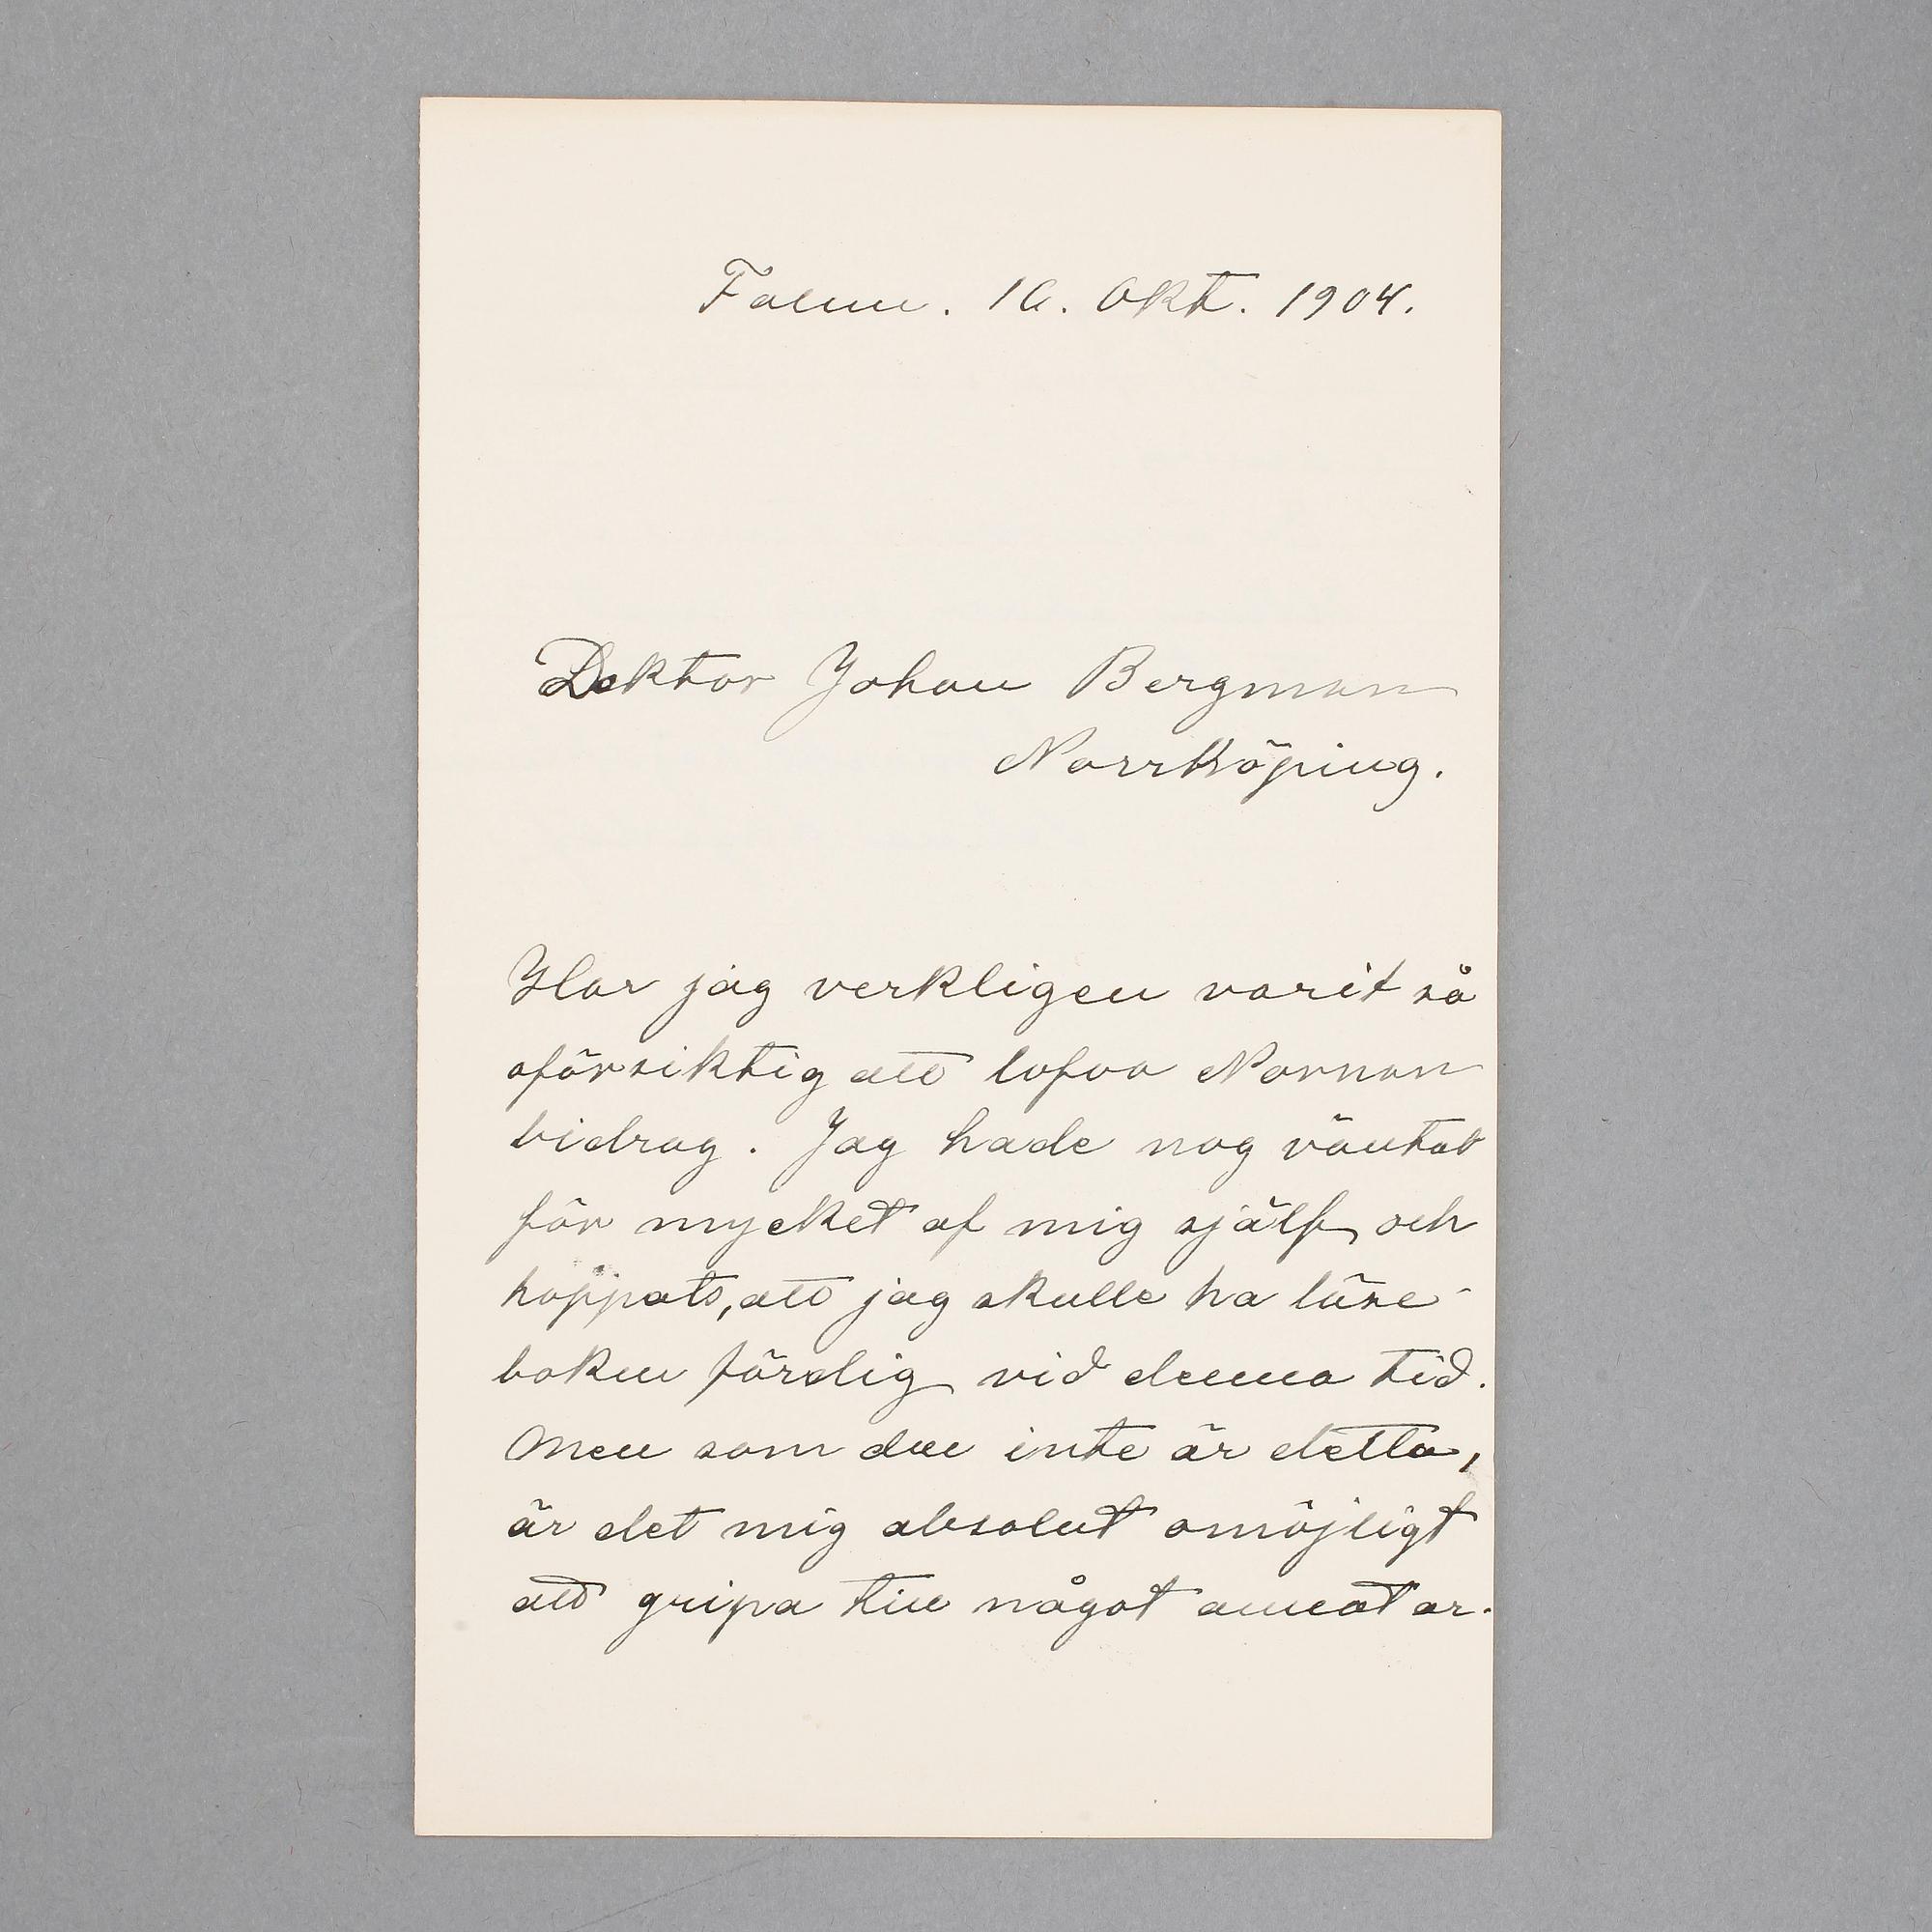 Falun. 10. Okt. 1904.
Doktor Johan Bergman
Norrköping.
Har jag verkligen varit så
oförsiktig att lofva Nornan
bidrag. Jag hade nog väntat
för mycket af mig själf och
hoppats, att jag skulle ha läse-
boken färdig vid denna tid.
Men som den inte är detta,
är det mig absolut omöjligt
att gripa till något annat ar-